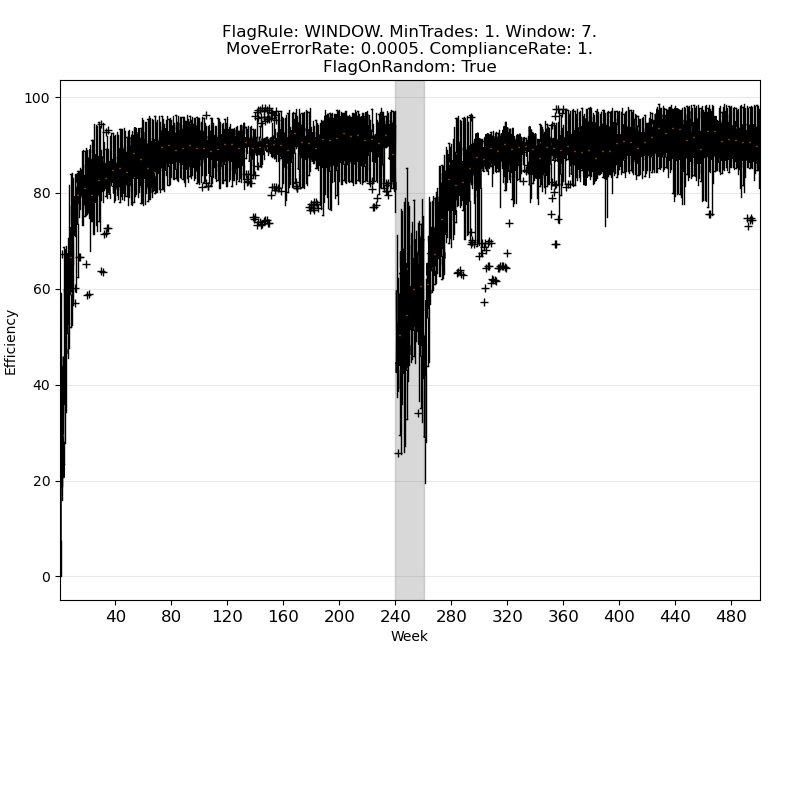 FlagRule: WINDOW. MinTrades: 1. Window: 7.
MoveErrorRate: 0.0005. ComplianceRate: 1.
FlagOnRandom: True
100
80
60
40
20
0
Efficiency
40 80 120 160 200 240 280 320 360 400 440 480
Week